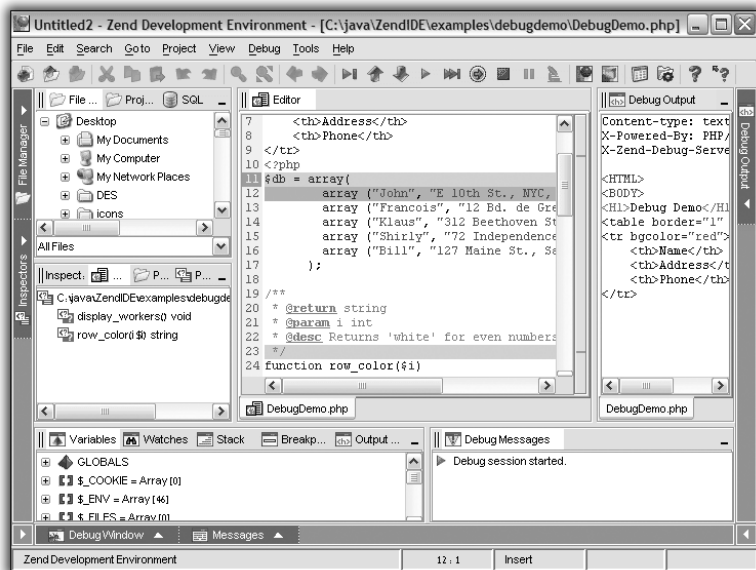 Untitled2 - Zend Development Environment - [C:\java\ZendIDE\examples\debugdemo\DebugDemo.php]
File Edit Search Goto Project View Debug Tools Help
File Manager
Inspectors
File ... Proj... SQL
Desktop
My Documents
My Computer
My Network Places
DES
icons
All Files
Inspect: ... P... P...
C:\java\ZendIDE\examples\debugde
display_workers() void
row_color(i $i) string
Editor
7 <th>Address</th>
8 <th>Phone</th>
9 </tr>
10 <?php
11 $db = array(
12 array ("John", "E 10th St., NYC,
13 array ("Francois", "12 Bd. de Gre
14 array ("Klaus", "312 Beethoven St
15 array ("Shirly", "72 Independence
16 array ("Bill", "127 Maine St., Sa
17 );
18
19 /**
20 * @return string
21 * @param i int
22 * @desc Returns 'white' for even numbers
23 */
24 function row_color($i)
DebugDemo.php
Debug Output
Content-type: text
X-Powered-By: PHP/
X-Zend-Debug-Serve
<HTML>
<BODY>
<H1>Debug Demo</H1
<table border="1"
<tr bgcolor="red">
<th>Name</th>
<th>Address</t
<th>Phone</th>
</tr>
DebugDemo.php
Debug Output
Variables Watches Stack Breakp... Output ...
GLOBALS
$_COOKIE = Array [0]
$_ENV = Array [46]
$_FILES = Array [0]
Debug Messages
Debug session started.
Debug Window Messages
Zend Development Environment 12 : 1 Insert